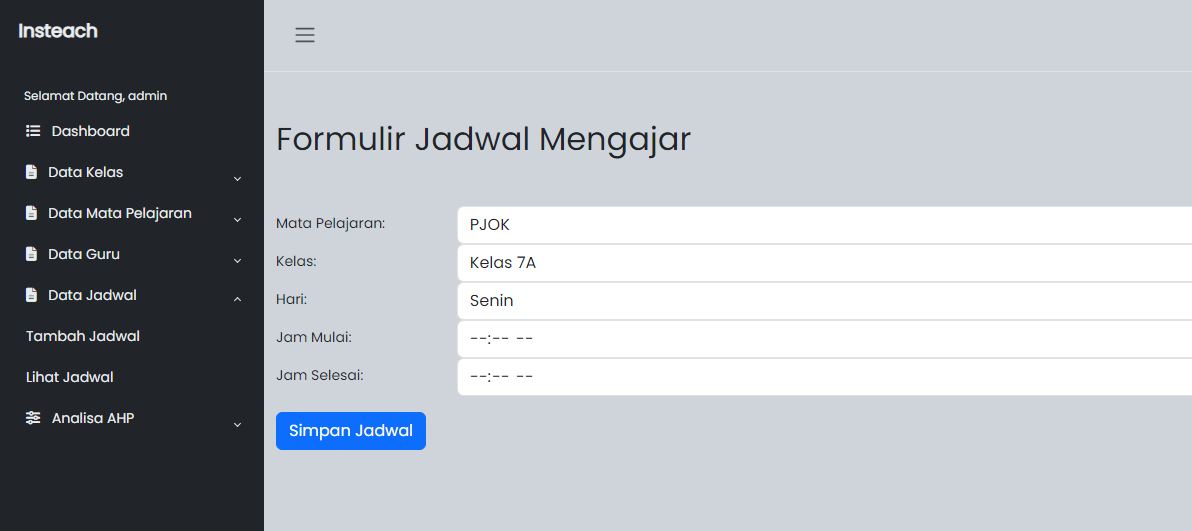 Insteach
Selamat Datang, admin
Dashboard
Data Kelas
Data Mata Pelajaran
Data Guru
Data Jadwal
Tambah Jadwal
Lihat Jadwal
Analisa AHP
Formulir Jadwal Mengajar
Mata Pelajaran: PJOK
Kelas: Kelas 7A
Hari: Senin
Jam Mulai: --:-- --
Jam Selesai: --:-- --
Simpan Jadwal